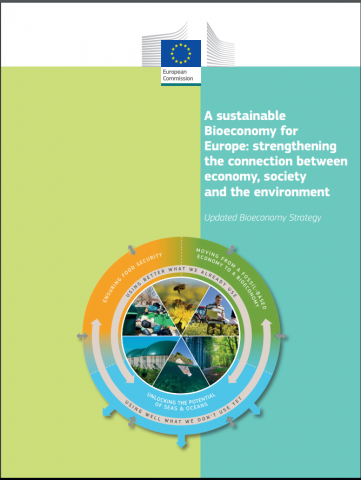 European
Commission
A sustainable
Bioeconomy for
Europe: strengthening
the connection between
economy, society
and the environment
Updated Bioeconomy Strategy
ENSURING FOOD SECURITY
MOVING FROM A FOSSIL-BASED
ECONOMY TO A BIOECONOMY
USING BETTER WHAT WE ALREADY USE
UNLOCKING THE POTENTIAL
OF SEAS & OCEANS
USING WELL WHAT WE DON'T USE YET